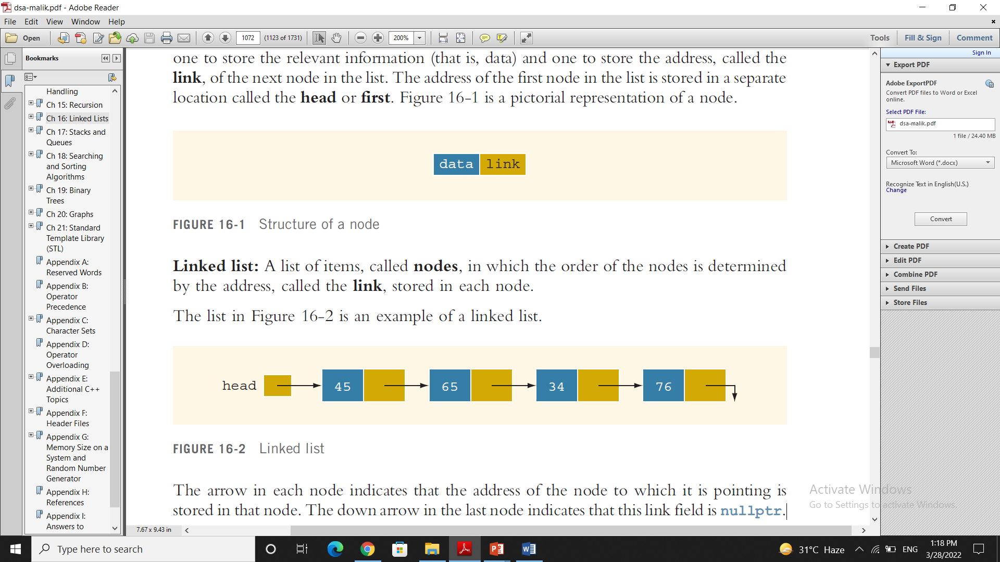 dsa-malik.pdf - Adobe Reader
File Edit View Window Help
Open 1072 (1123 of 1731) 200% Tools Fill & Sign Comment
Bookmarks
Handling
Ch 15: Recursion
Ch 16: Linked Lists
Ch 17: Stacks and
Queues
Ch 18: Searching
and Sorting
Algorithms
Ch 19: Binary
Trees
Ch 20: Graphs
Ch 21: Standard
Template Library
(STL)
Appendix A:
Reserved Words
Appendix B:
Operator
Precedence
Appendix C:
Character Sets
Appendix D:
Operator
Overloading
Appendix E:
Additional C++
Topics
Appendix F:
Header Files
Appendix G:
Memory Size on a
System and
Random Number
Generator
Appendix H:
References
Appendix I:
Answers to
one to store the relevant information (that is, data) and one to store the address, called the
link, of the next node in the list. The address of the first node in the list is stored in a separate
location called the head or first. Figure 16-1 is a pictorial representation of a node.
data link
FIGURE 16-1 Structure of a node
Linked list: A list of items, called nodes, in which the order of the nodes is determined
by the address, called the link, stored in each node.
The list in Figure 16-2 is an example of a linked list.
head 45 65 34 76
FIGURE 16-2 Linked list
The arrow in each node indicates that the address of the node to which it is pointing is
stored in that node. The down arrow in the last node indicates that this link field is nullptr.
7.67 x 9.43 in
Sign In
Export PDF
Adobe ExportPDF
Convert PDF files to Word or Excel
online.
Select PDF File:
dsa-malik.pdf
1 file / 24.40 MB
Convert To:
Microsoft Word (*.docx)
Recognize Text in English(U.S.)
Change
Convert
Create PDF
Edit PDF
Combine PDF
Send Files
Store Files
Activate Windows
Go to Settings to activate Windows.
Type here to search
31°C Haze
ENG
1:18 PM
3/28/2022